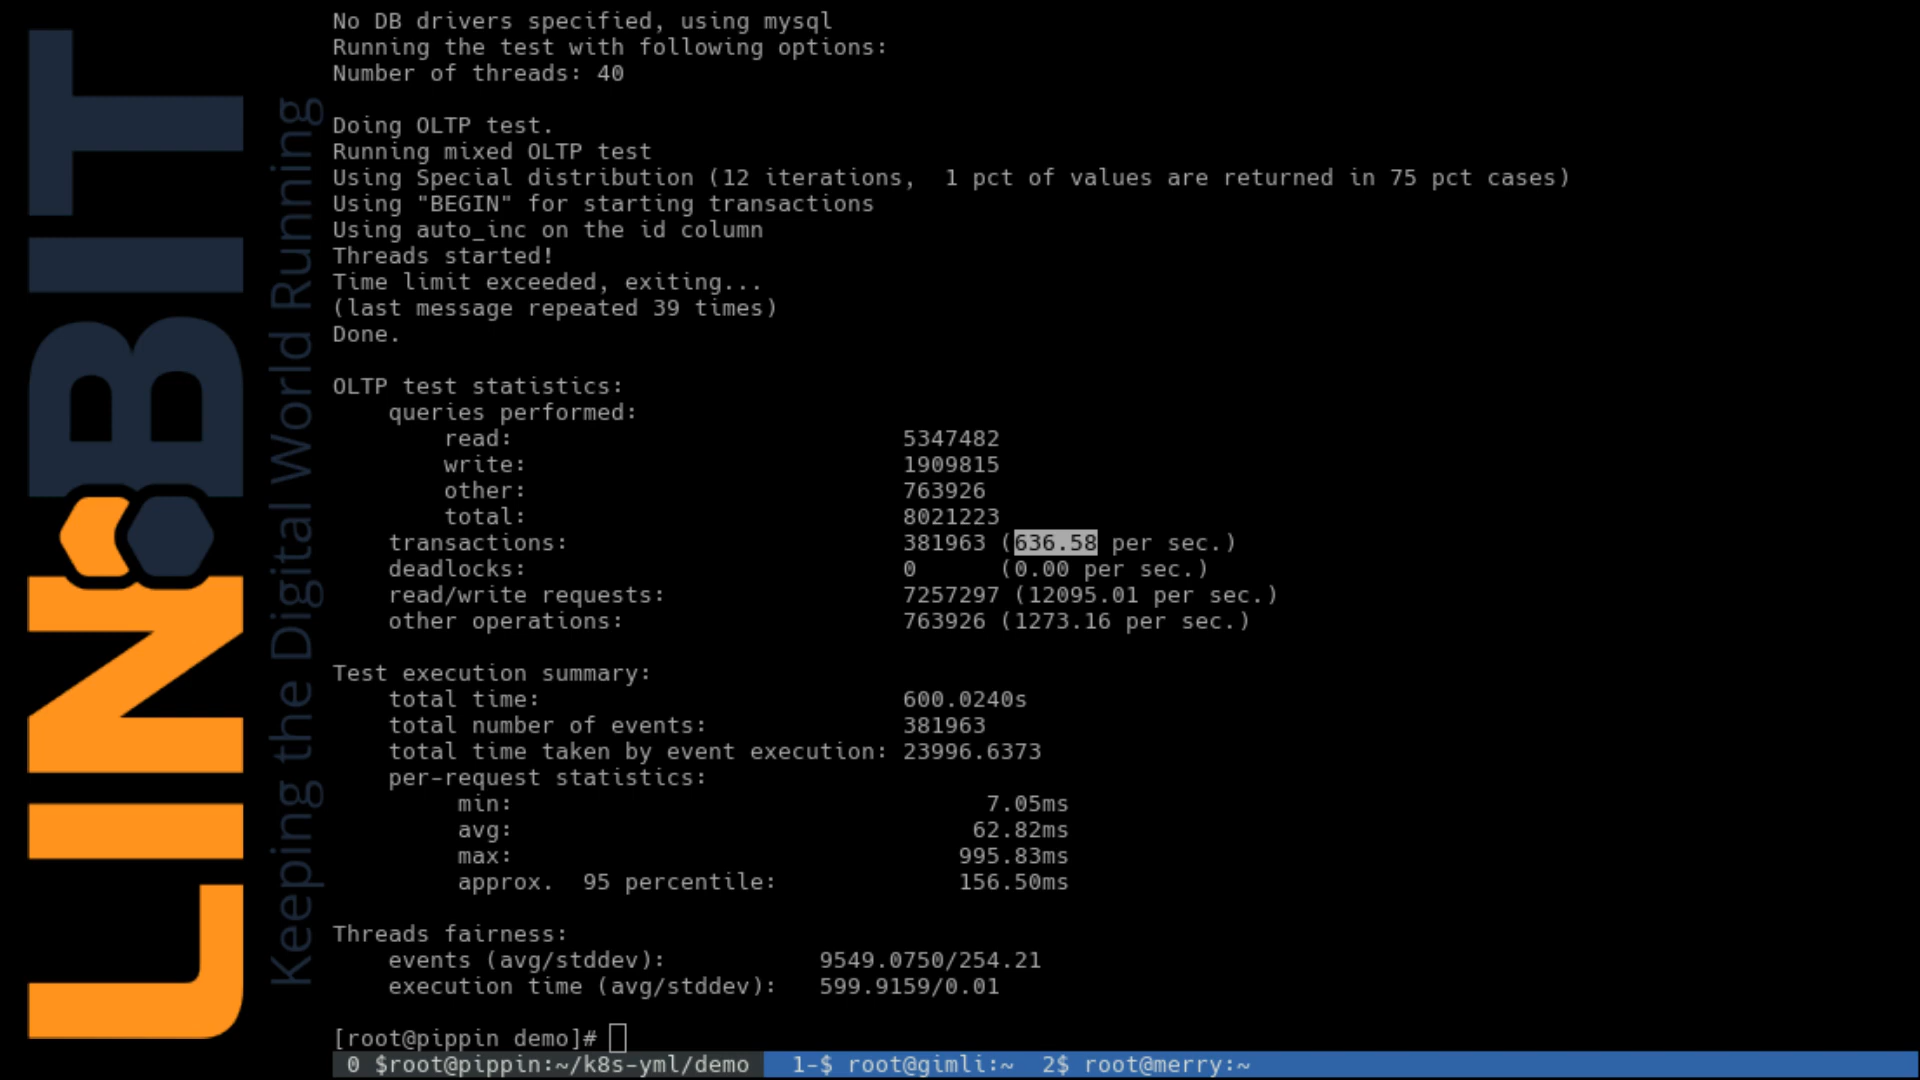 LINBIT
Keeping the Digital World Running
No DB drivers specified, using mysql
Running the test with following options:
Number of threads: 40
Doing OLTP test.
Running mixed OLTP test
Using Special distribution (12 iterations,  1 pct of values are returned in 75 pct cases)
Using "BEGIN" for starting transactions
Using auto_inc on the id column
Threads started!
Time limit exceeded, exiting...
(last message repeated 39 times)
Done.
OLTP test statistics:
queries performed:
read: 5347482
write: 1909815
other: 763926
total: 8021223
transactions: 381963 (636.58 per sec.)
deadlocks: 0 (0.00 per sec.)
read/write requests: 7257297 (12095.01 per sec.)
other operations: 763926 (1273.16 per sec.)
Test execution summary:
total time: 600.0240s
total number of events: 381963
total time taken by event execution: 23996.6373
per-request statistics:
min: 7.05ms
avg: 62.82ms
max: 995.83ms
approx.  95 percentile: 156.50ms
Threads fairness:
events (avg/stddev): 9549.0750/254.21
execution time (avg/stddev): 599.9159/0.01
[root@pippin demo]#
0 $root@pippin:~/k8s-yml/demo 1-$ root@gimli:~ 2$ root@merry:~